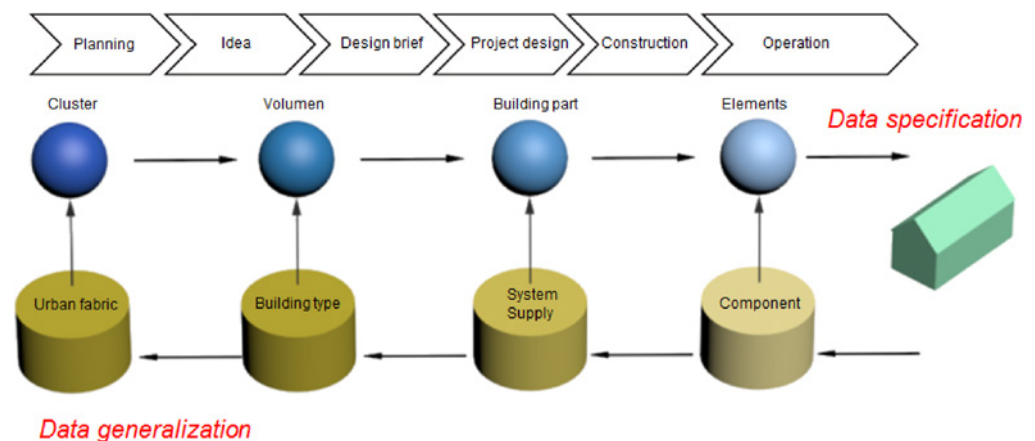 Planning
Idea
Design brief
Project design
Construction
Operation
Cluster
Volumen
Building part
Elements
Data specification
Urban fabric
Building type
System
Supply
Component
Data generalization